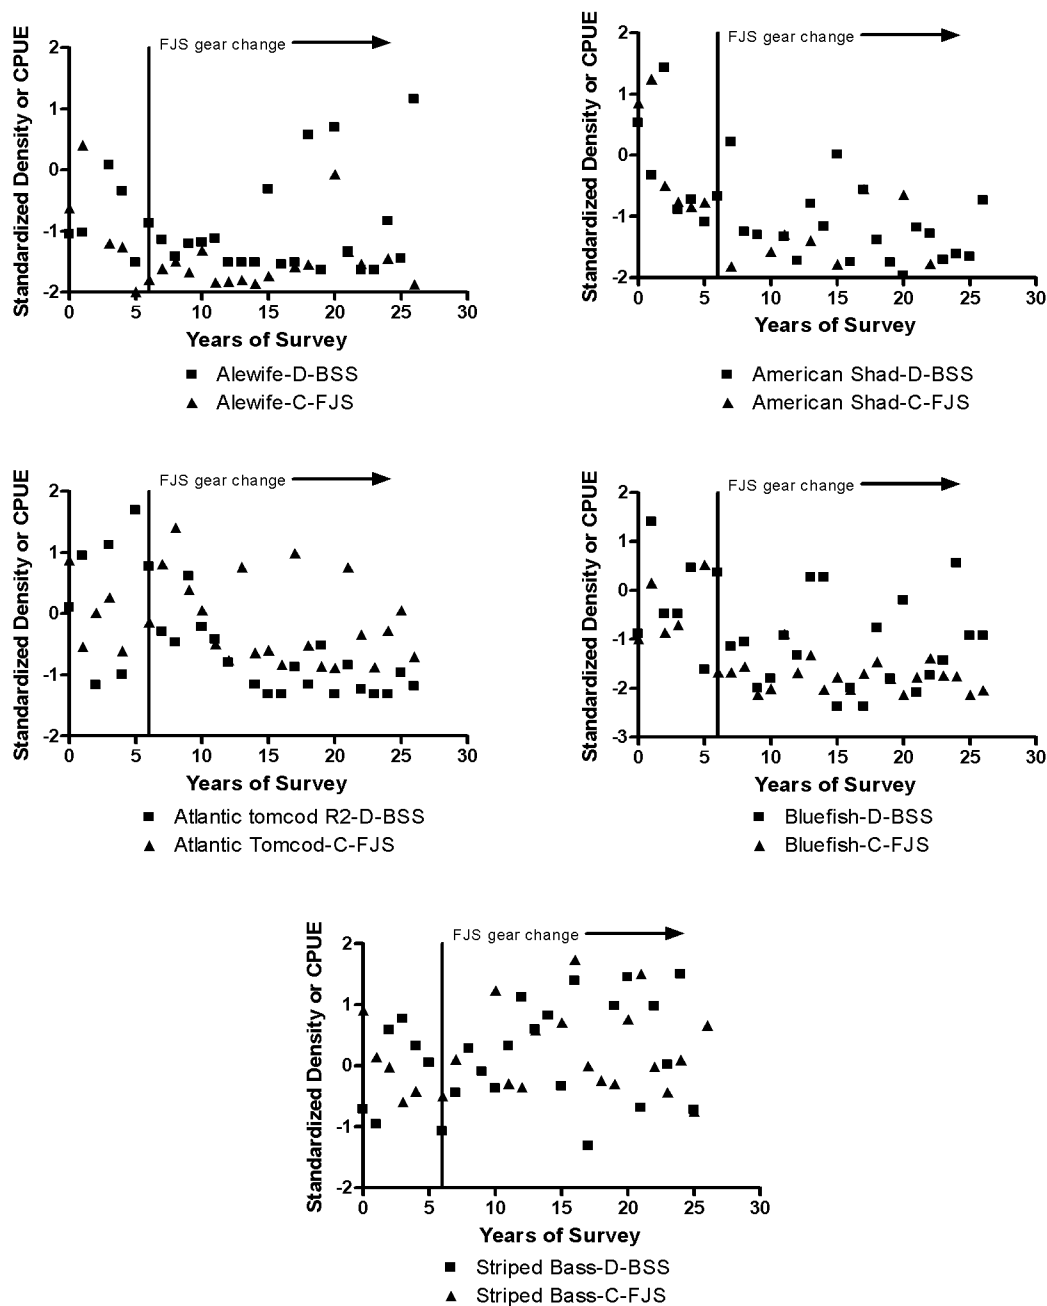 FJS gear change
Standardized Density or CPUE
2
1
0
-1
-2
0 5 10 15 20 25 30
Years of Survey
Alewife-D-BSS
Alewife-C-FJS
FJS gear change
Standardized Density or CPUE
2
1
0
-1
-2
0 5 10 15 20 25 30
Years of Survey
American Shad-D-BSS
American Shad-C-FJS
FJS gear change
Standardized Density or CPUE
2
1
0
-1
-2
0 5 10 15 20 25 30
Years of Survey
Atlantic tomcod R2-D-BSS
Atlantic Tomcod-C-FJS
FJS gear change
Standardized Density or CPUE
2
1
0
-1
-2
-3
0 5 10 15 20 25 30
Years of Survey
Bluefish-D-BSS
Bluefish-C-FJS
FJS gear change
Standardized Density or CPUE
2
1
0
-1
-2
0 5 10 15 20 25 30
Years of Survey
Striped Bass-D-BSS
Striped Bass-C-FJS